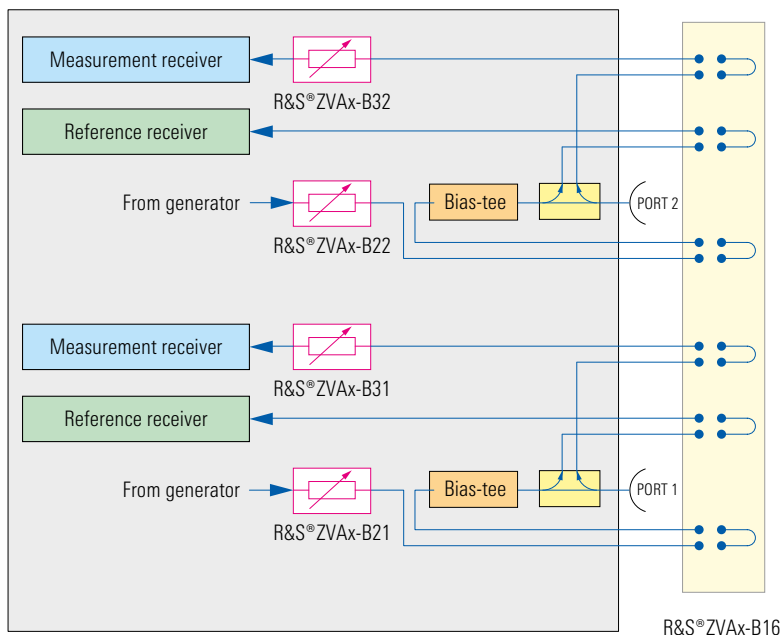 Measurement receiver
R&S®ZVAx-B32
Reference receiver
From generator
Bias-tee
PORT 2
R&S®ZVAx-B22
Measurement receiver
R&S®ZVAx-B31
Reference receiver
From generator
Bias-tee
PORT 1
R&S®ZVAx-B21
R&S®ZVAx-B16